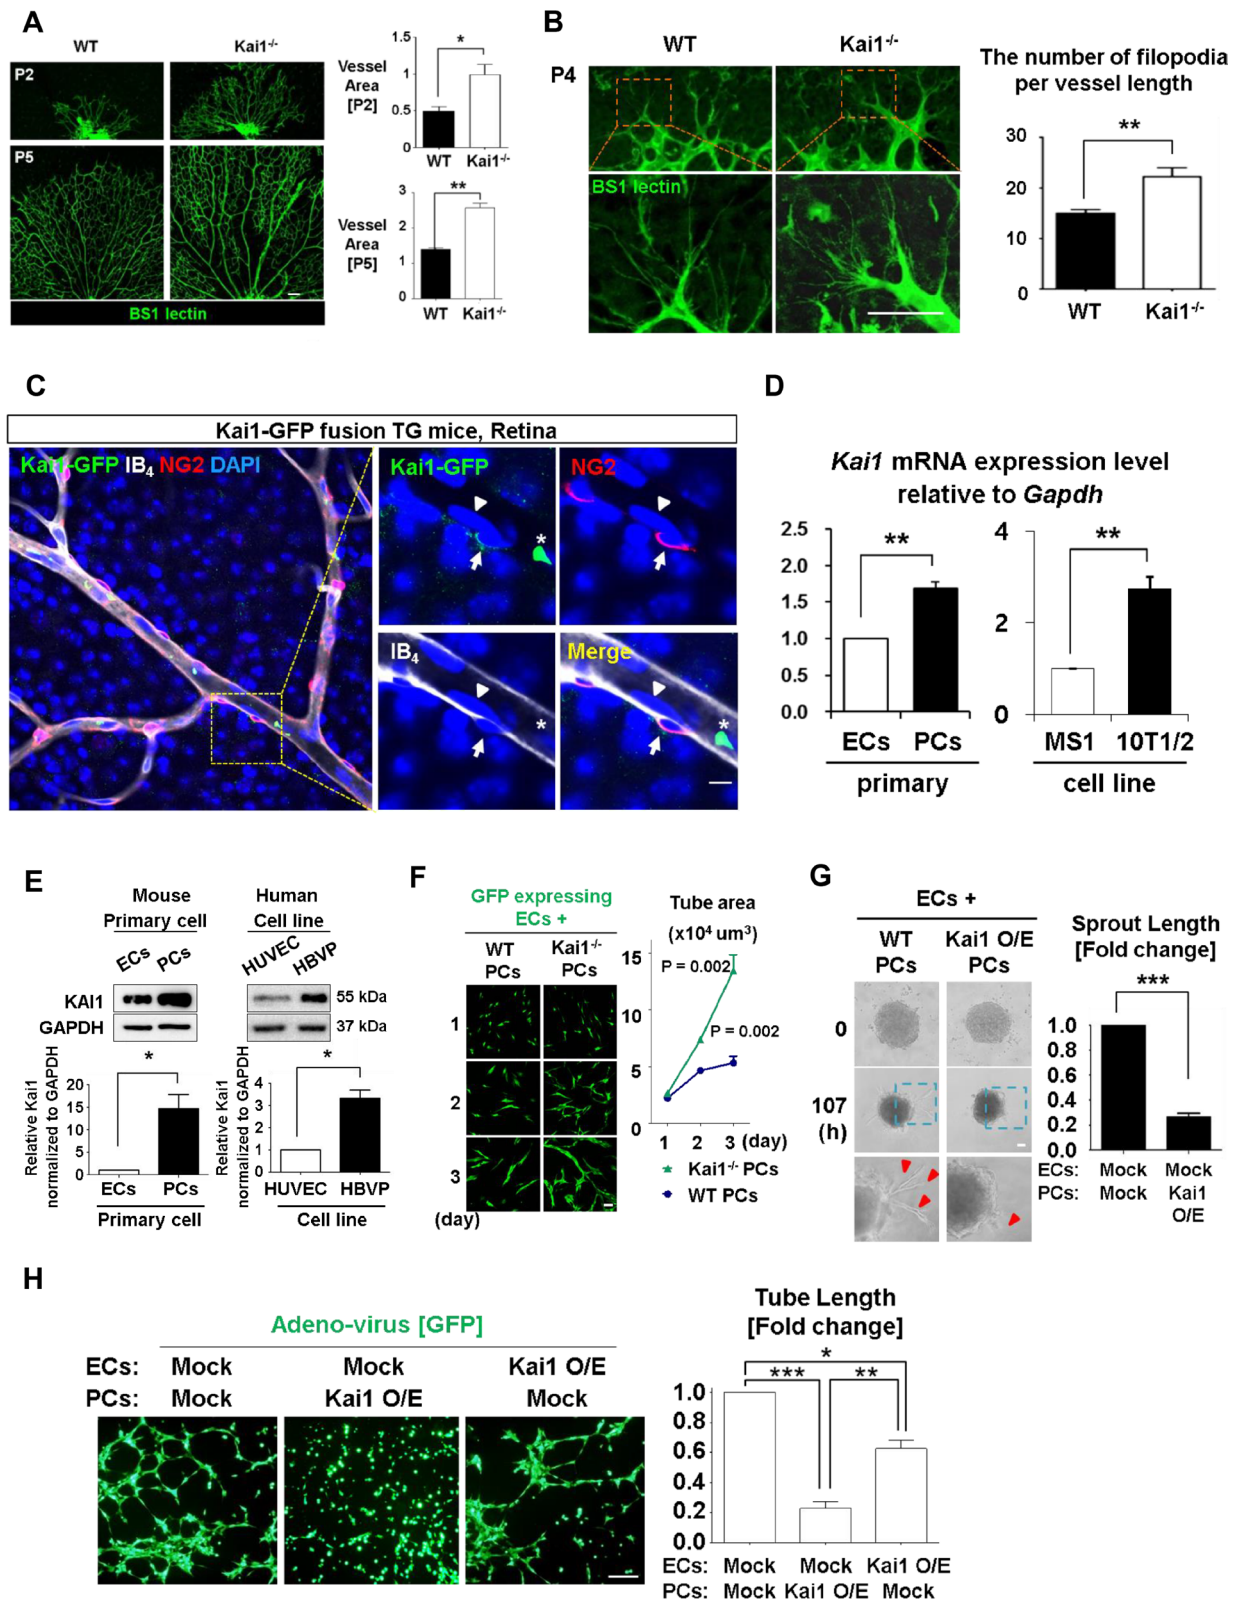 A
WT
Kai1-/-
P2
P5
BS1 lectin
Vessel
Area
[P2]
1.5
1
0.5
0
*
WT Kai1-/-
Vessel
Area
[P5]
3
2
1
0
**
WT Kai1-/-
B
WT
Kai1-/-
P4
BS1 lectin
The number of filopodia
per vessel length
30
20
10
0
**
WT Kai1-/-
C
Kai1-GFP fusion TG mice, Retina
Kai1-GFP IB4 NG2 DAPI
Kai1-GFP
*
NG2
*
IB4
*
Merge
*
D
Kai1 mRNA expression level
relative to Gapdh
2.5
2.0
1.5
1.0
0.5
0.0
**
ECs PCs
primary
4
2
0
**
MS1 10T1/2
cell line
E
Mouse
Primary cell
ECs PCs
Human
Cell line
HUVEC HBVP
KAI1
55 kDa
GAPDH
37 kDa
Relative Kai1
normalized to GAPDH
20
15
10
5
0
*
ECs PCs
Primary cell
Relative Kai1
normalized to GAPDH
4
3
2
1
0
*
HUVEC HBVP
Cell line
F
GFP expressing
ECs +
WT
PCs
Kai1-/-
PCs
1
2
3
(day)
Tube area
(x10⁴ um³)
15
10
5
0
P = 0.002
P = 0.002
1 2 3 (day)
Kai1-/- PCs
WT PCs
G
ECs +
WT
PCs
Kai1 O/E
PCs
0
107
(h)
Sprout Length
[Fold change]
***
1.0
0.8
0.6
0.4
0.2
0.0
ECs: Mock Mock
PCs: Mock Kai1
O/E
H
Adeno-virus [GFP]
ECs: Mock Mock Kai1 O/E
PCs: Mock Kai1 O/E Mock
Tube Length
[Fold change]
*
*** **
1.0
0.8
0.6
0.4
0.2
0.0
ECs: Mock Mock Kai1 O/E
PCs: Mock Kai1 O/E Mock